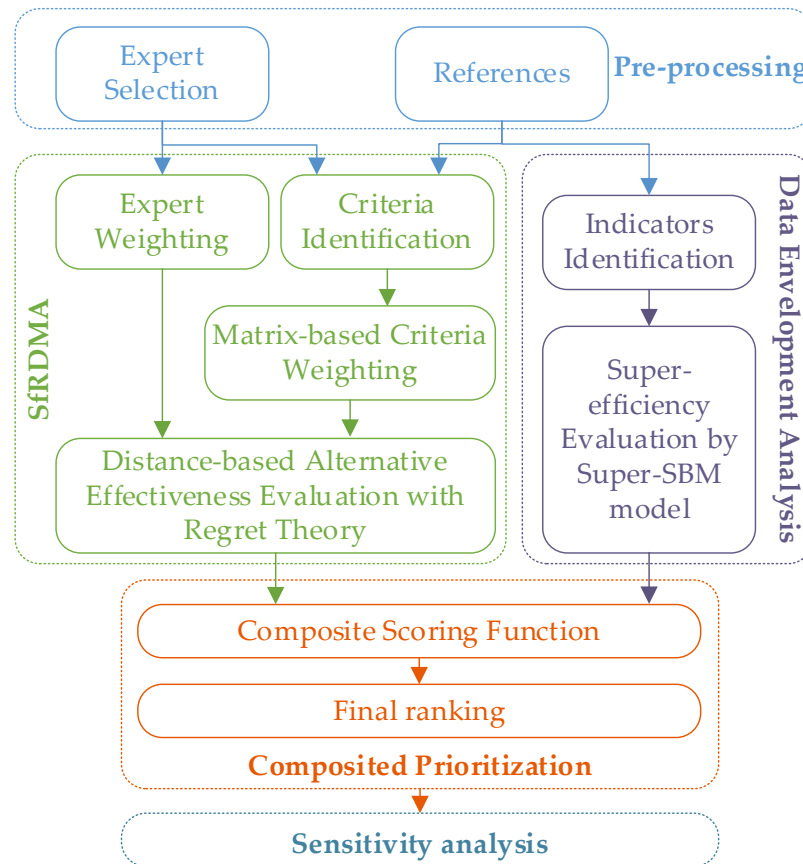 Expert
Selection
References
Pre-processing
Expert
Weighting
Criteria
Identification
Matrix-based Criteria
Weighting
Distance-based Alternative
Effectiveness Evaluation with
Regret Theory
SfRDMA
Indicators
Identification
Super-
efficiency
Evaluation by
Super-SBM
model
Data Envelopment Analysis
Composite Scoring Function
Final ranking
Composited Prioritization
Sensitivity analysis